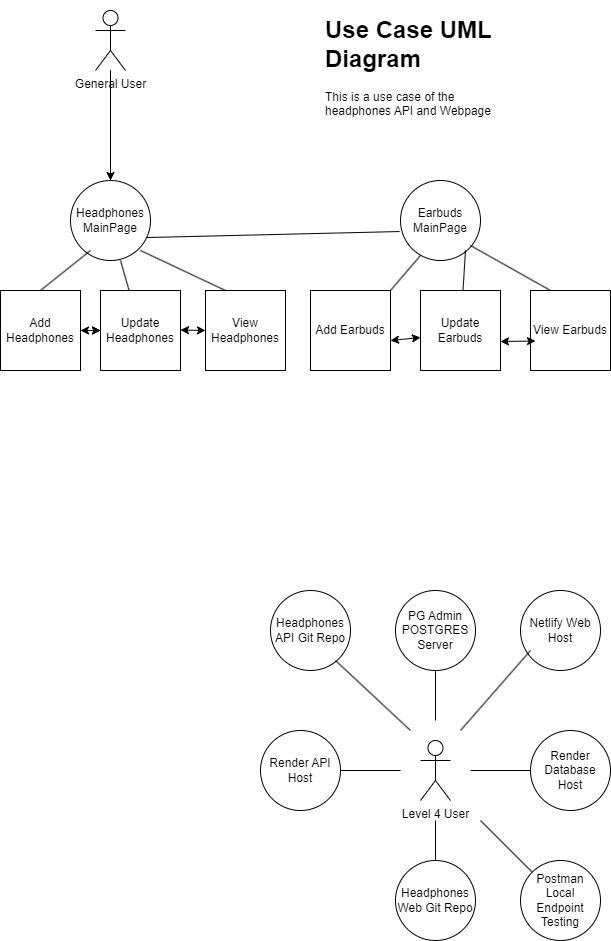 Use Case UML
Diagram
General User
This is a use case of the
headphones API and Webpage
Headphones
MainPage
Earbuds
MainPage
Add
Headphones
Update
Headphones
View
Headphones
Add Earbuds
Update
Earbuds
View Earbuds
Headphones
API Git Repo
PG Admin
POSTGRES
Server
Netlify Web
Host
Render API
Host
Render
Database
Host
Level 4 User
Headphones
Web Git Repo
Postman
Local
Endpoint
Testing